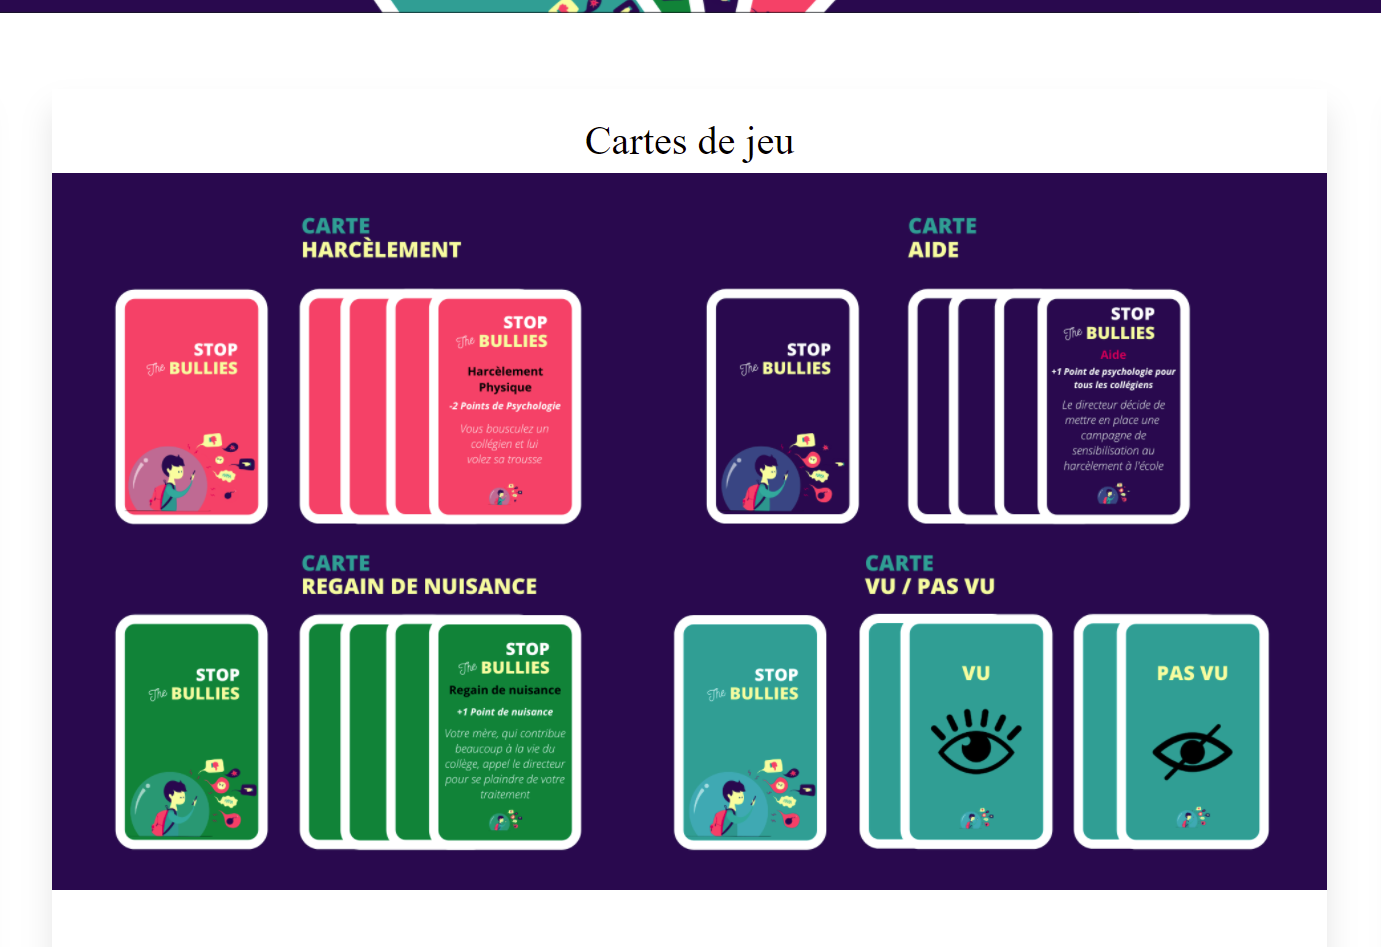 Cartes de jeu
CARTE
HARCÈLEMENT
STOP
The BULLIES
STOP
The BULLIES
Harcèlement
Physique
-2 Points de Psychologie
Vous bousculez un
collégien et lui
volez sa trousse
CARTE
AIDE
STOP
The BULLIES
STOP
The BULLIES
Aide
+1 Point de psychologie pour
tous les collégiens
Le directeur décide de
mettre en place une
campagne de
sensibilisation au
harcèlement à l'école
CARTE
REGAIN DE NUISANCE
STOP
The BULLIES
STOP
The BULLIES
Regain de nuisance
+1 Point de nuisance
Votre mère, qui contribue
beaucoup à la vie du
collège, appel le directeur
pour se plaindre de votre
traitement
CARTE
VU / PAS VU
STOP
The BULLIES
VU
PAS VU